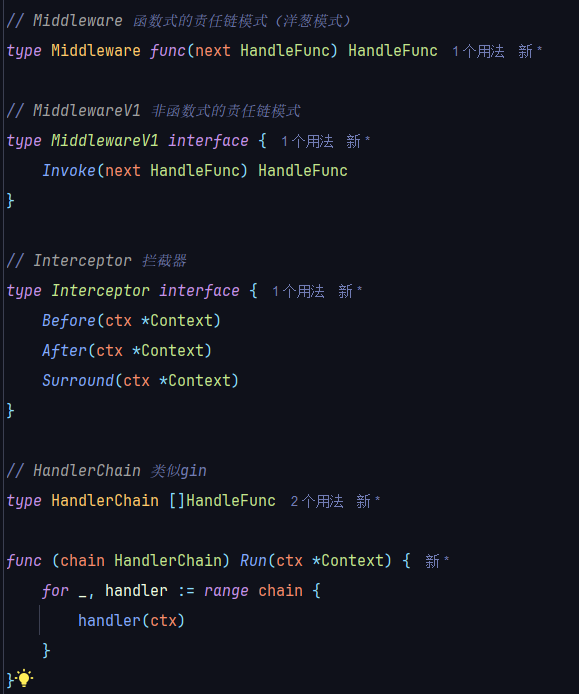 // Middleware 函数式的责任链模式（洋葱模式）
type Middleware func(next HandleFunc) HandleFunc 1个用法 新 *
// MiddlewareV1 非函数式的责任链模式
type MiddlewareV1 interface { 1个用法 新 *
    Invoke(next HandleFunc) HandleFunc
}
// Interceptor 拦截器
type Interceptor interface { 1个用法 新 *
    Before(ctx *Context)
    After(ctx *Context)
    Surround(ctx *Context)
}
// HandlerChain 类似gin
type HandlerChain []HandleFunc 2个用法 新 *
func (chain HandlerChain) Run(ctx *Context) { 新 *
    for _, handler := range chain {
        handler(ctx)
    }
}